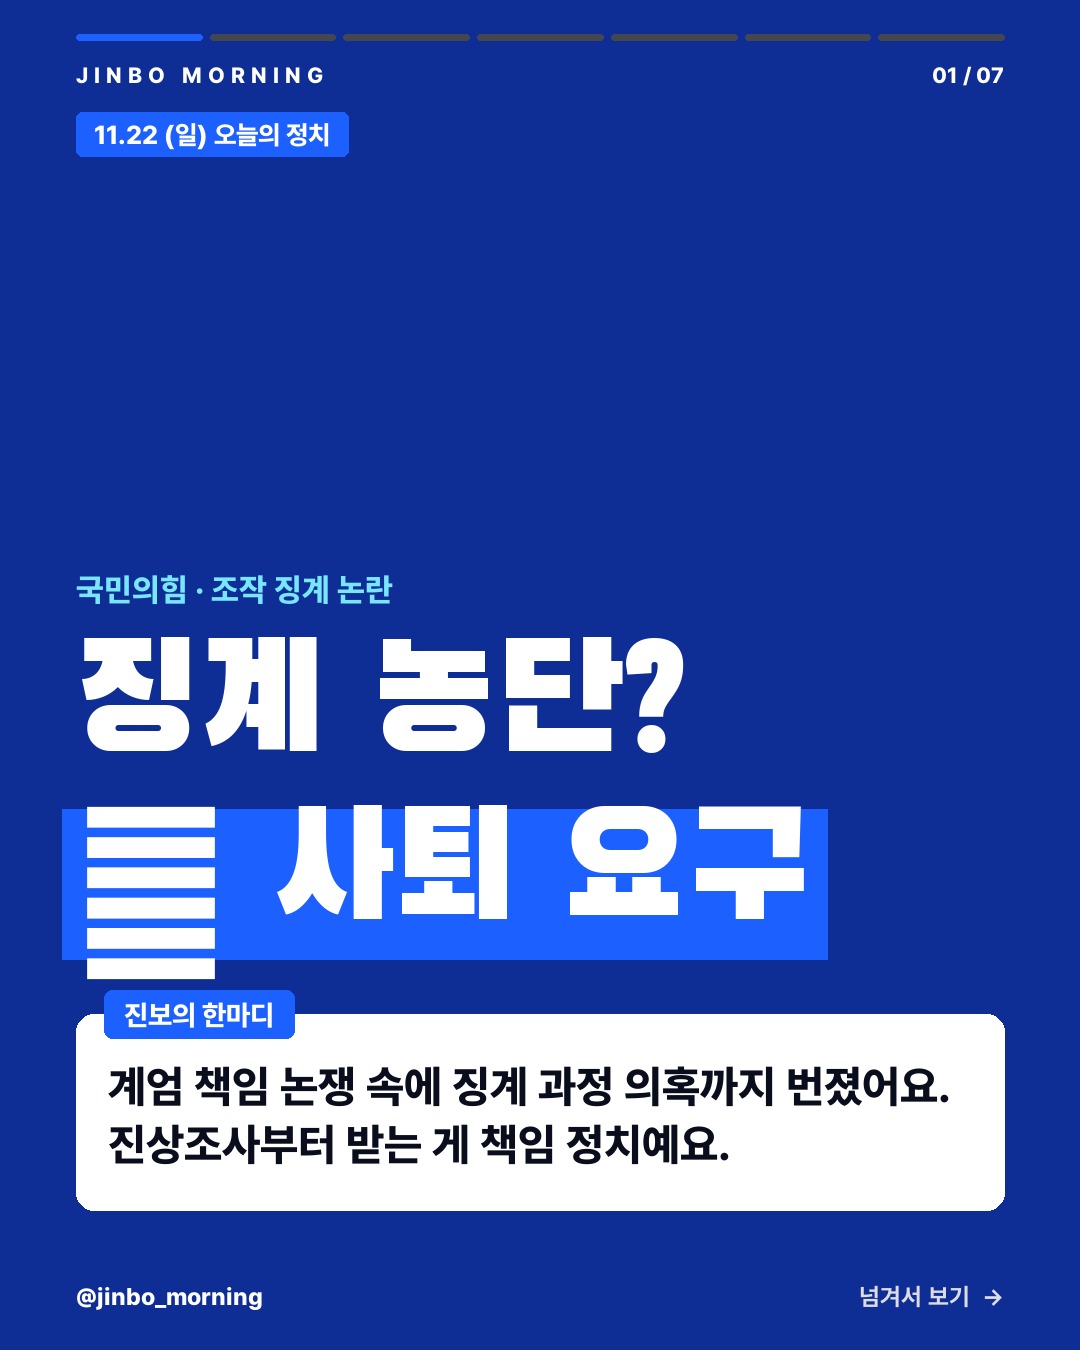 JINBO MORNING
01 / 07
11.22 (일) 오늘의 정치
국민의힘 · 조작 징계 논란
징계 농단?
사퇴 요구
진보의 한마디
계엄 책임 논쟁 속에 징계 과정 의혹까지 번졌어요.
진상조사부터 받는 게 책임 정치예요.
@jinbo_morning
넘겨서 보기 →